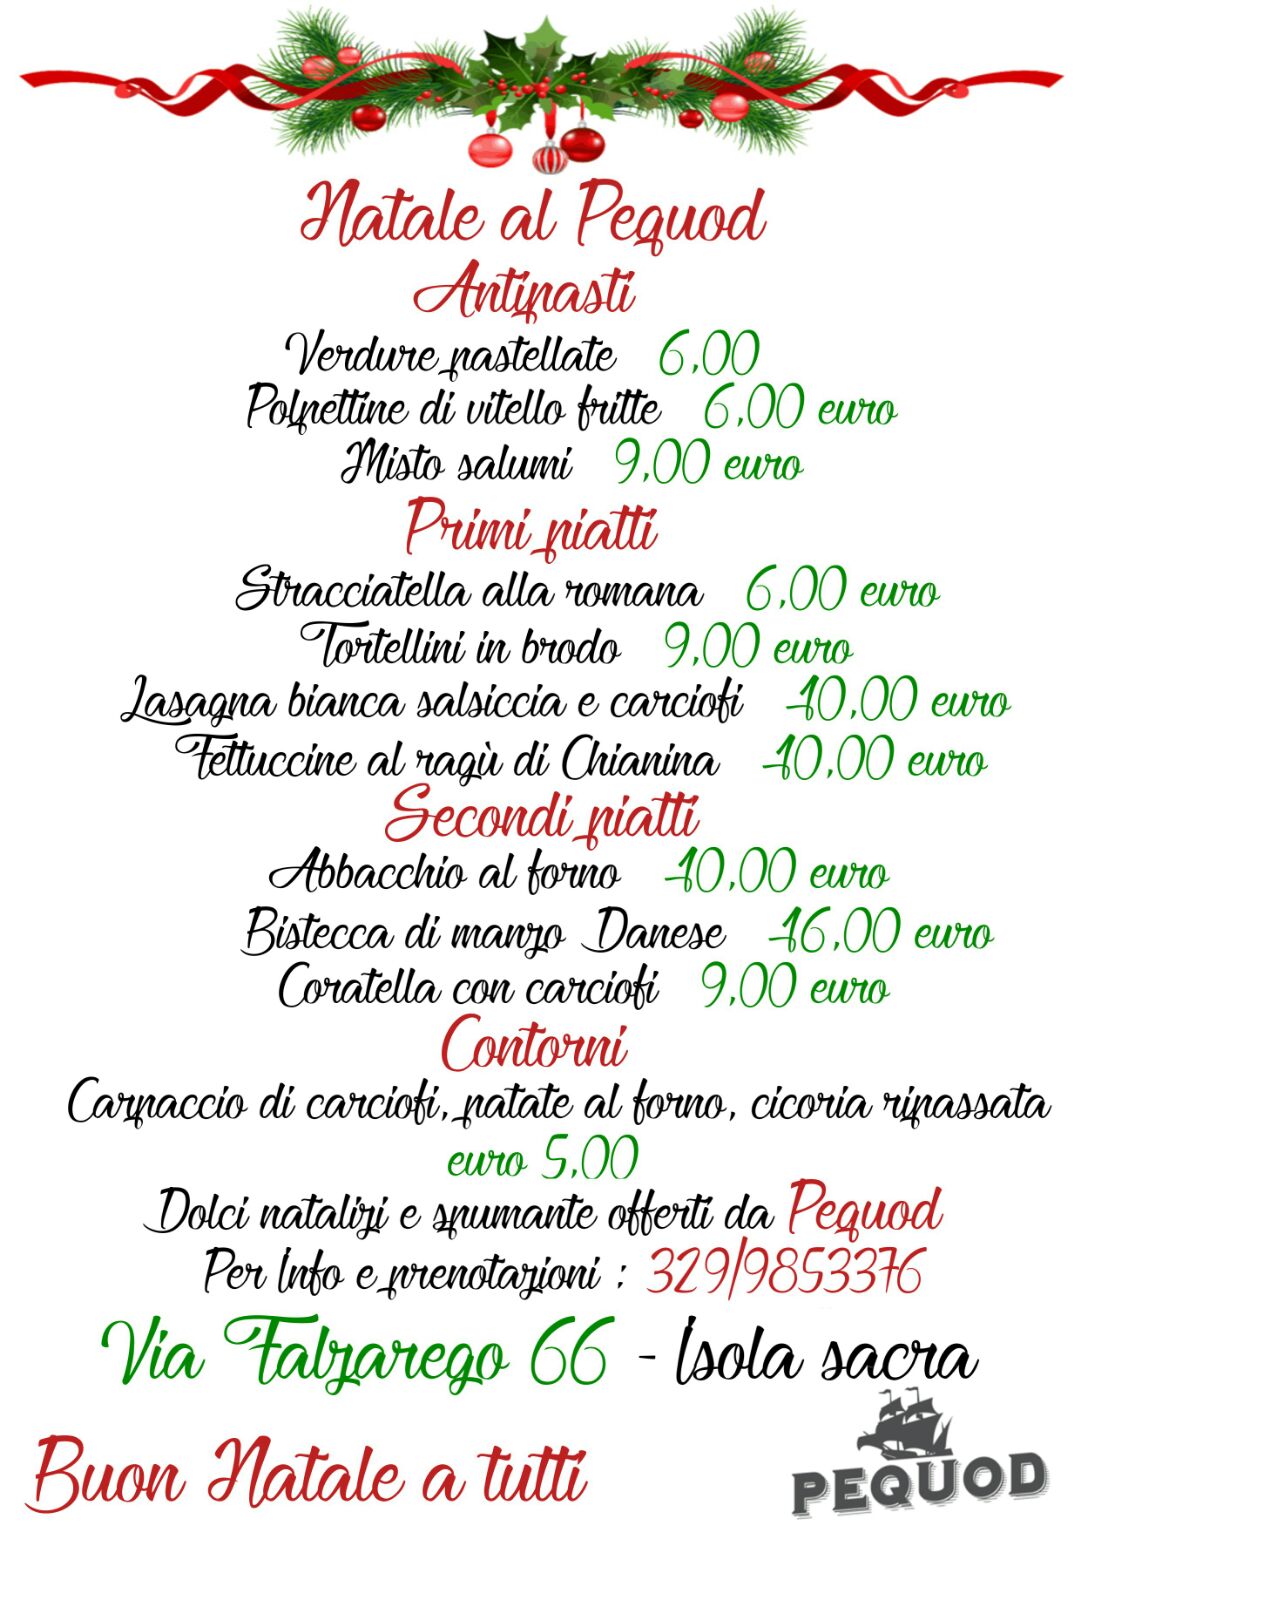 Natale al Pequod
Antipasti
Verdure pastellate 6,00
Polpettine di vitello fritte 6,00 euro
Misto salumi 9,00 euro
Primi piatti
Stracciatella alla romana 6,00 euro
Tortellini in brodo 9,00 euro
Lasagna bianca salsiccia e carciofi 10,00 euro
Fettuccine al ragù di Chianina 10,00 euro
Secondi piatti
Abbacchio al forno 10,00 euro
Bistecca di manzo Danese 16,00 euro
Coratella con carciofi 9,00 euro
Contorni
Carpaccio di carciofi, patate al forno, cicoria ripassata
euro 5,00
Dolci natalizi e spumante offerti da Pequod
Per Info e prenotazioni : 329/9853376
Via Falzarego 66 - Isola sacra
Buon Natale a tutti
PEQUOD